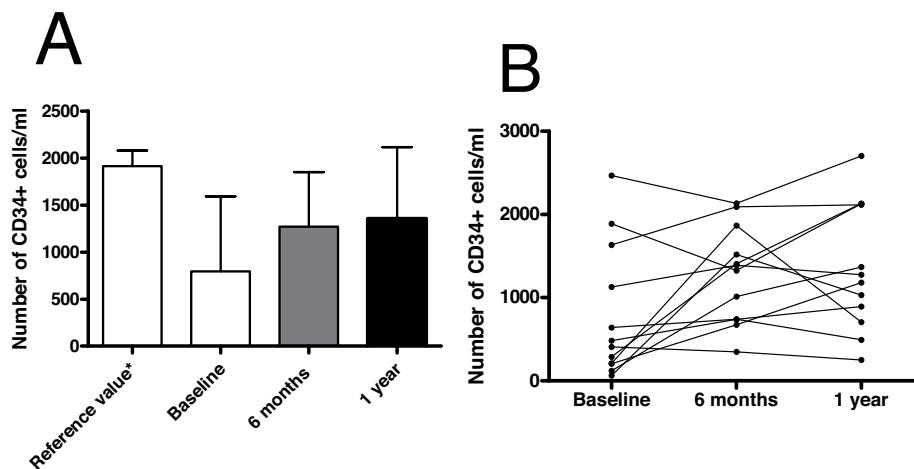 A
Number of CD34+ cells/ml
2500
2000
1500
1000
500
0
Reference value*
Baseline
6 months
1 year
B
Number of CD34+ cells/ml
3000
2000
1000
0
Baseline
6 months
1 year